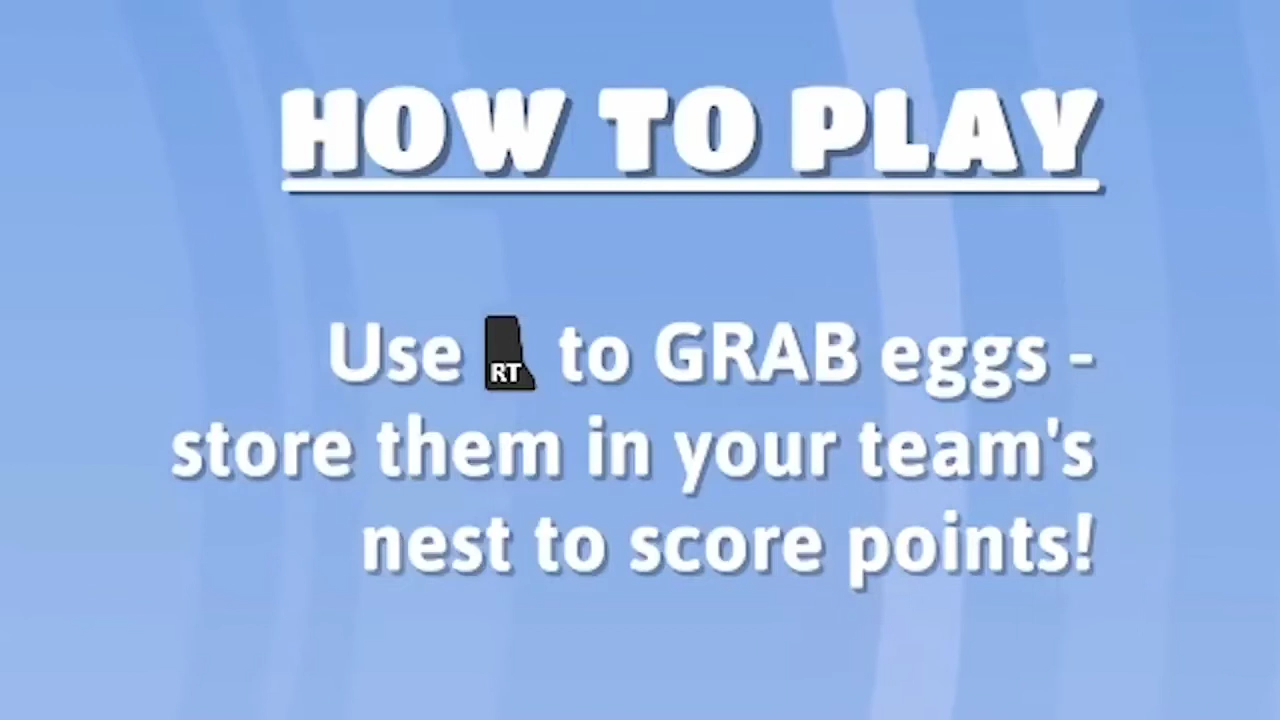 HOW TO PLAY
Use RT to GRAB eggs -
store them in your team's
nest to score points!